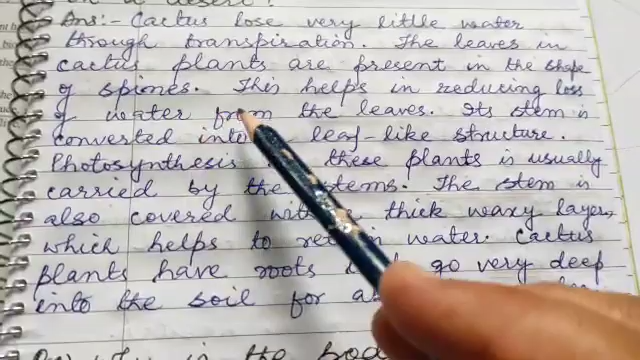 a desert?
Ans:- Cactus lose very little water
through transpiration. The leaves in
cactus plants are present in the shape
of spines. This helps in reducing loss
of water from the leaves. Its stem is
converted into leaf-like structure.
Photosynthesis these plants is usually
carried by the stems. The stem is
also covered with thick waxy layer,
which helps to retain water. Cactus
plants have roots go very deep
into the soil for
in the